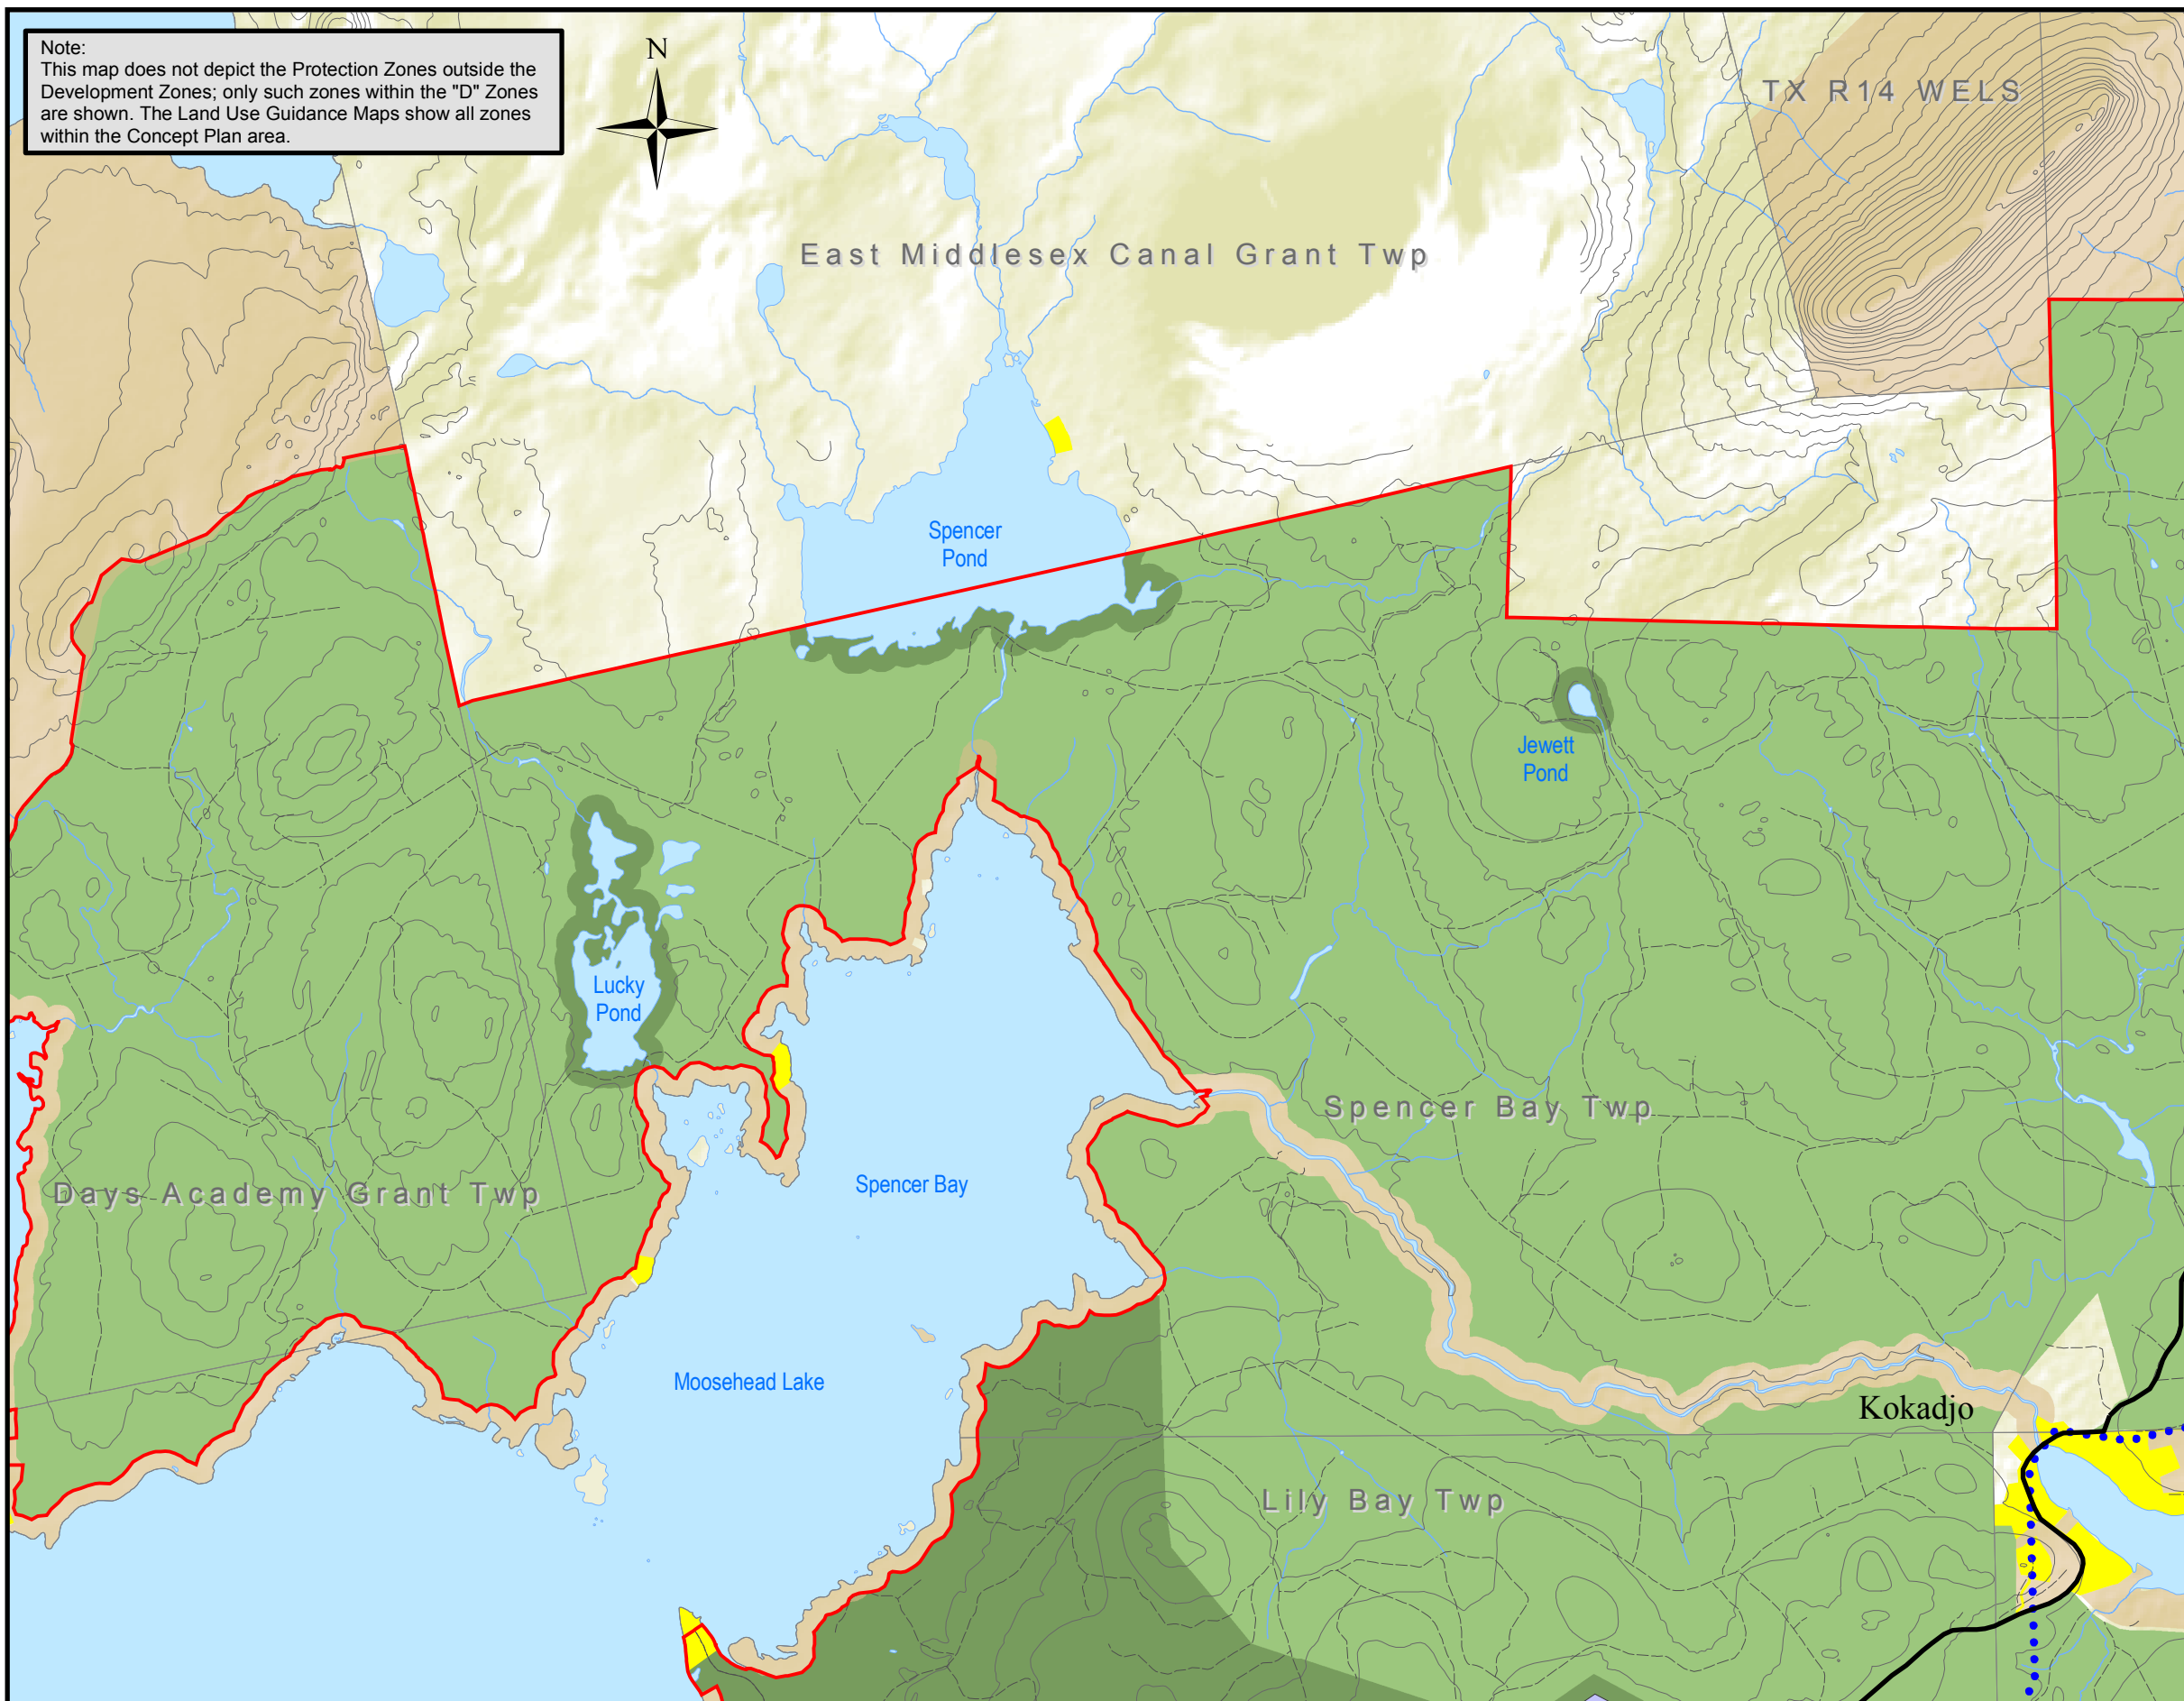 Note:
This map does not depict the Protection Zones outside the
Development Zones; only such zones within the "D" Zones
are shown. The Land Use Guidance Maps show all zones
within the Concept Plan area.
N
TX R14 WELS
East Middlesex Canal Grant Twp
Spencer
Pond
Jewett
Pond
Lucky
Pond
Spencer Bay Twp
Spencer Bay
Days Academy Grant Twp
Moosehead Lake
Kokadjo
Lily Bay Twp